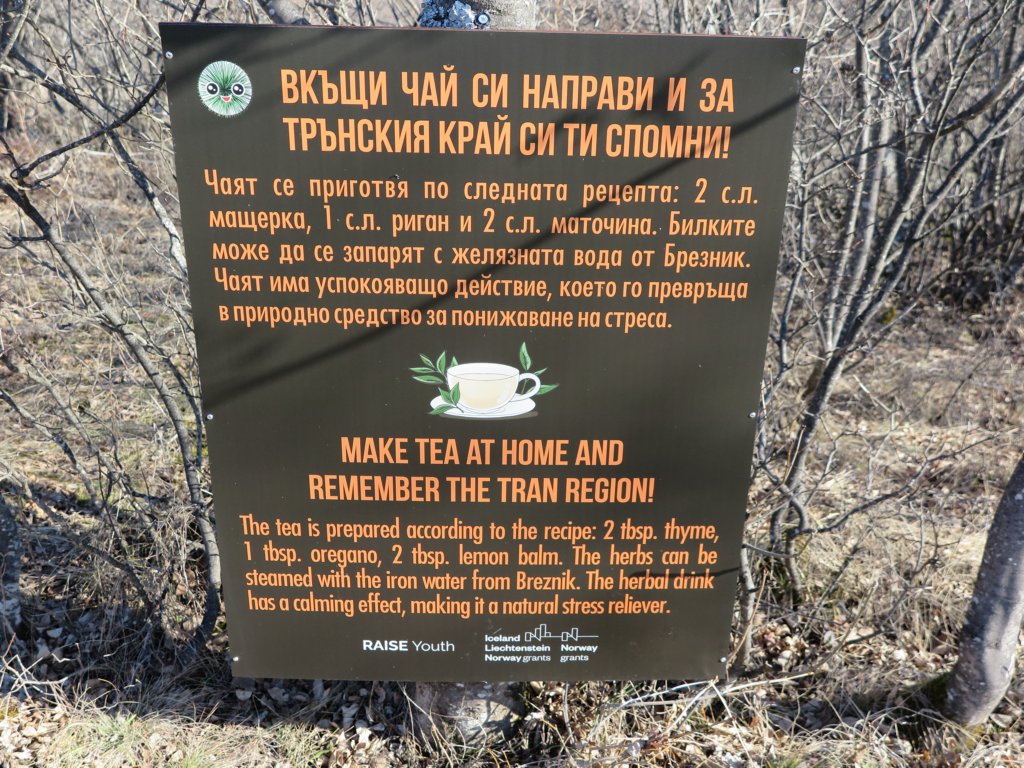 ВКЪЩИ ЧАЙ СИ НАПРАВИ И ЗА
ТРЪНСКИЯ КРАЙ СИ ТИ СПОМНИ!
Чаят се приготвя по следната рецепта: 2 с.л.
мащерка, 1 с.л. риган и 2 с.л. маточина. Билките
може да се запарят с желязната вода от Брезник.
Чаят има успокояващо действие, което го превръща
в природно средство за понижаване на стреса.
MAKE TEA AT HOME AND
REMEMBER THE TRAN REGION!
The tea is prepared according to the recipe: 2 tbsp. thyme,
1 tbsp. oregano, 2 tbsp. lemon balm. The herbs can be
steamed with the iron water from Breznik. The herbal drink
has a calming effect, making it a natural stress reliever.
RAISE Youth
Iceland
Liechtenstein
Norway grants
Norway
grants